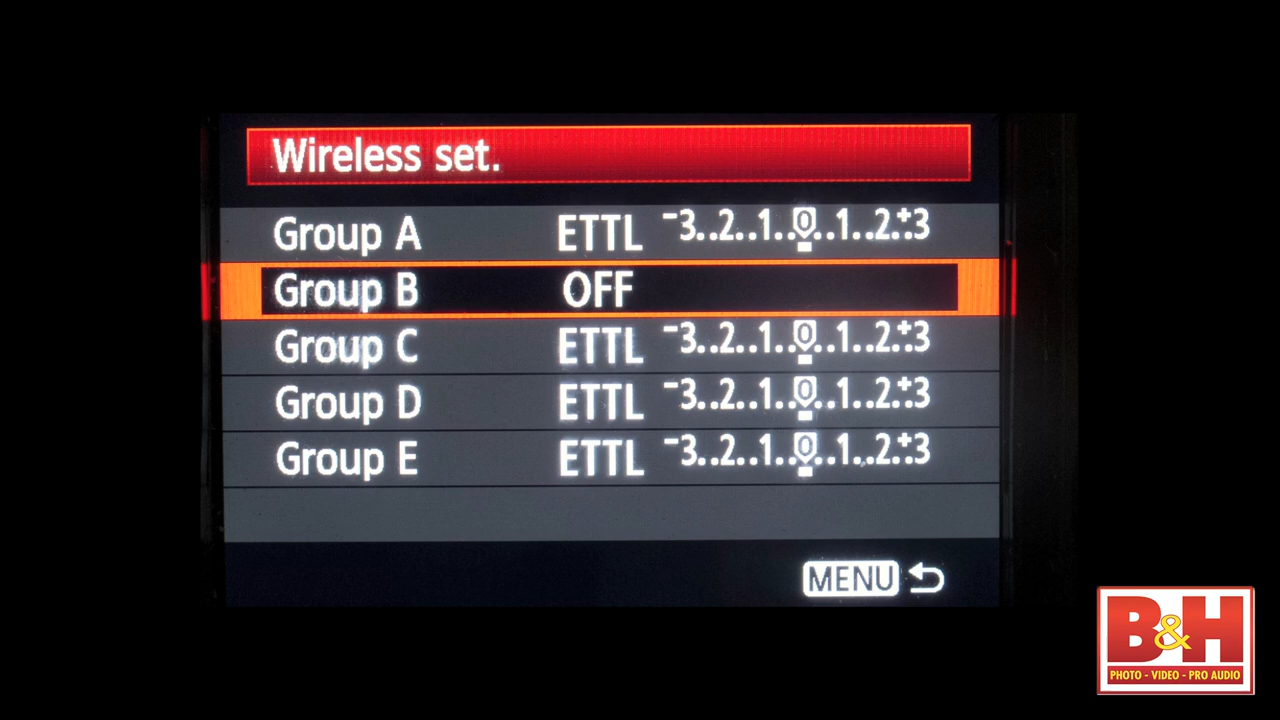 Wireless set.
Group A ETTL -3..2..1..0..1..2.+3
Group B OFF
Group C ETTL -3..2..1..0..1..2.+3
Group D ETTL -3..2..1..0..1..2.+3
Group E ETTL -3..2..1..0..1..2.+3
MENU
B&H
PHOTO - VIDEO - PRO AUDIO